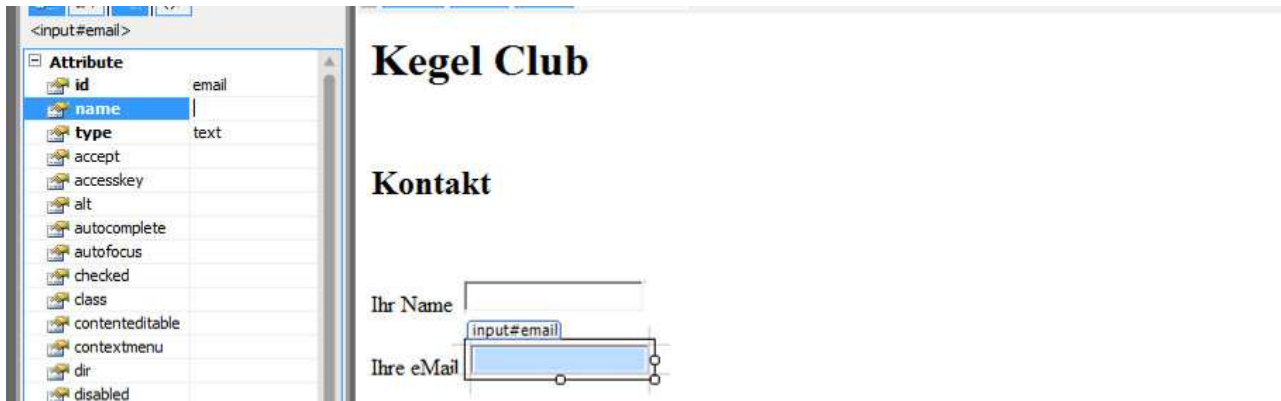 <input#email>
Attribute
id email
name
type text
accept
accesskey
alt
autocomplete
autofocus
checked
class
contenteditable
contextmenu
dir
disabled
Kegel Club
Kontakt
Ihr Name
input#email
Ihre eMail